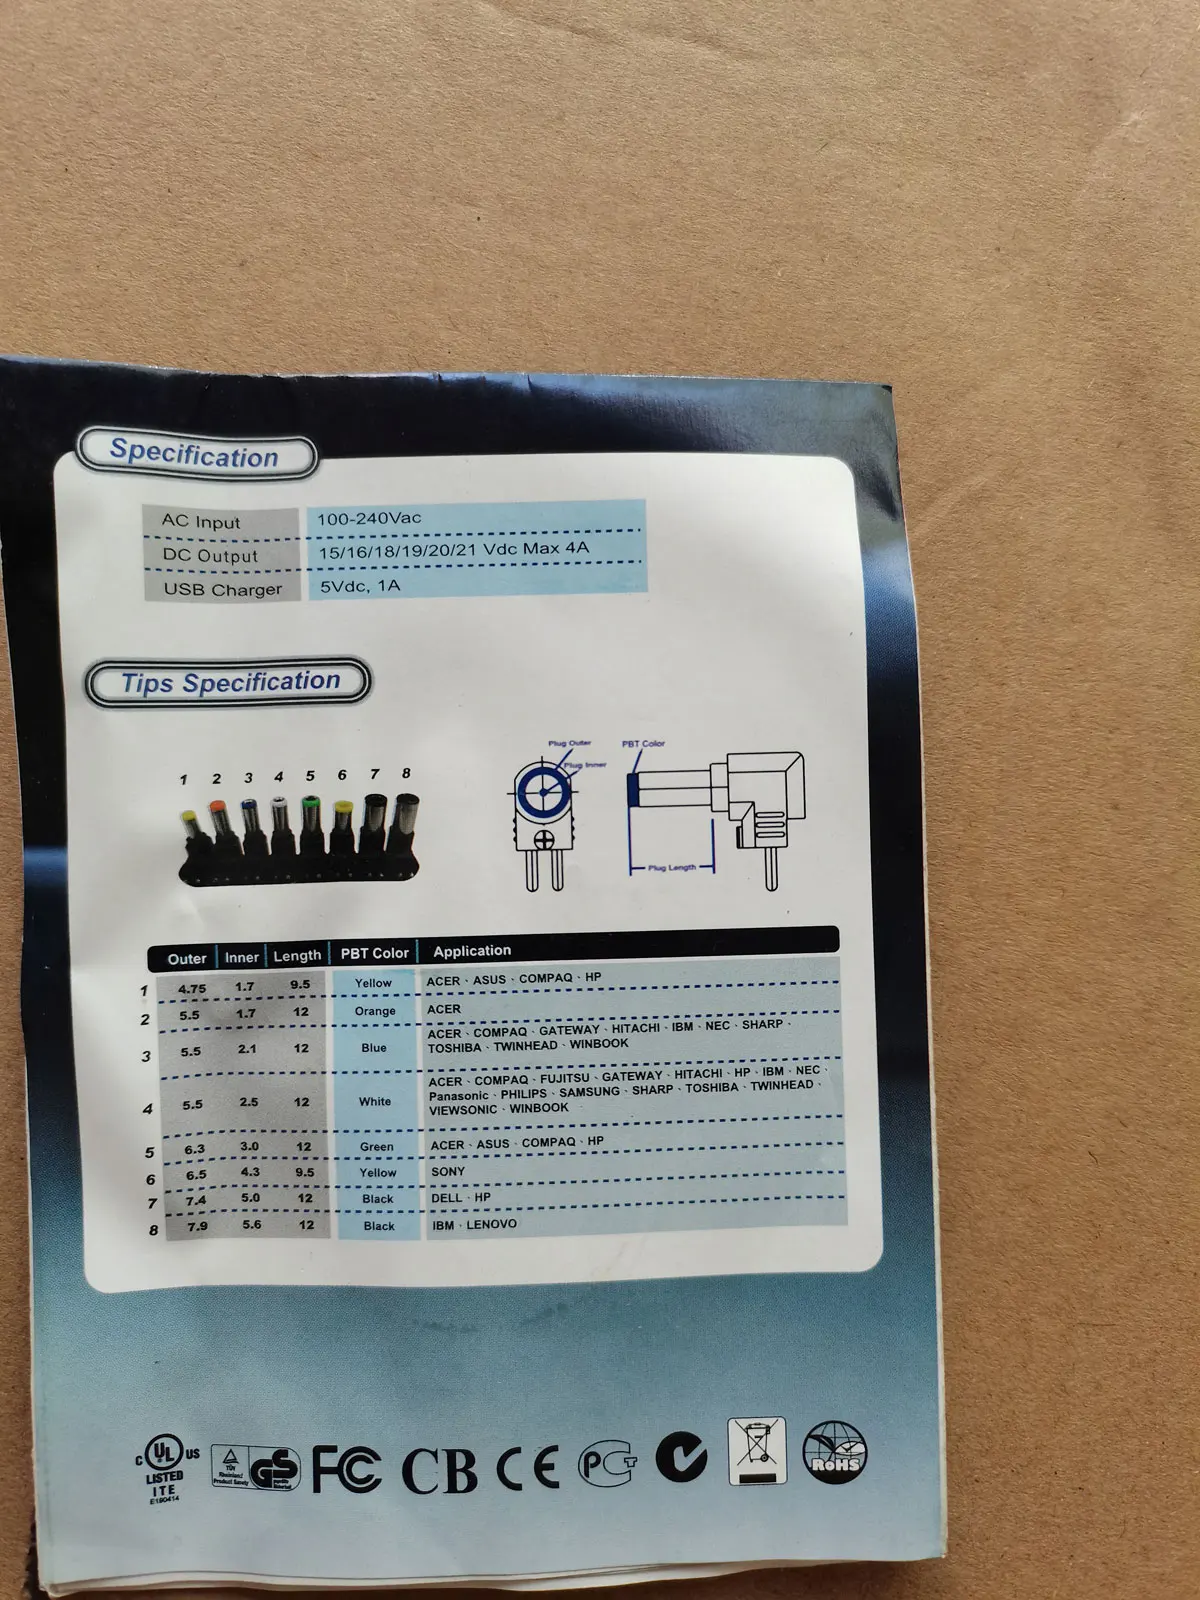 Specification
AC Input 100-240Vac
DC Output 15/16/18/19/20/21 Vdc Max 4A
USB Charger 5Vdc, 1A
Tips Specification
1 2 3 4 5 6 7 8
Plug Outer
Plug Inner
PBT Color
Plug Length
Outer Inner Length PBT Color Application
1 4.75 1.7 9.5 Yellow ACER、ASUS、COMPAQ、HP
2 5.5 1.7 12 Orange ACER
3 5.5 2.1 12 Blue ACER、COMPAQ、GATEWAY、HITACHI、IBM、NEC、SHARP、
TOSHIBA、TWINHEAD、WINBOOK
4 5.5 2.5 12 White ACER、COMPAQ、FUJITSU、GATEWAY、HITACHI、HP、IBM、NEC、
Panasonic、PHILIPS、SAMSUNG、SHARP、TOSHIBA、TWINHEAD、
VIEWSONIC、WINBOOK
5 6.3 3.0 12 Green ACER、ASUS、COMPAQ、HP
6 6.5 4.3 9.5 Yellow SONY
7 7.4 5.0 12 Black DELL、HP
8 7.9 5.6 12 Black IBM、LENOVO
C UL US
LISTED
ITE
E190414
TÜV
Rheinland
Product Safety
GS
FC CB CE PCT
RoHS